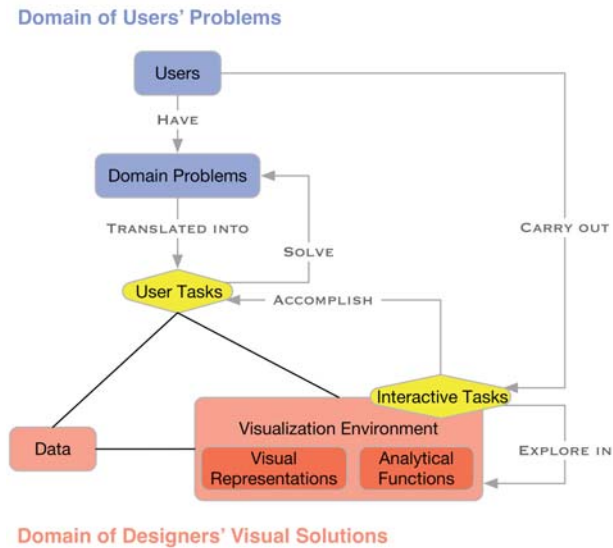 Domain of Users' Problems
Users
HAVE
Domain Problems
TRANSLATED INTO
SOLVE
CARRY OUT
User Tasks
ACCOMPLISH
Interactive Tasks
Visualization Environment
Data
Visual
Representations
Analytical
Functions
EXPLORE IN
Domain of Designers' Visual Solutions